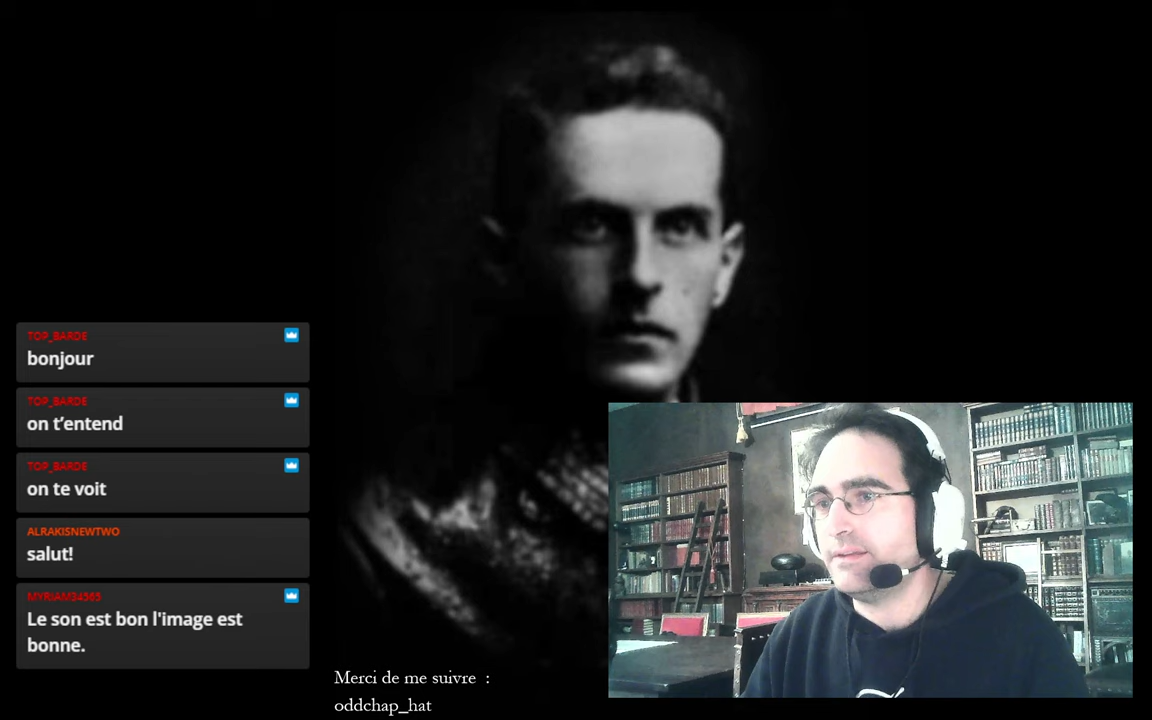 TOP_BARDE
bonjour
TOP_BARDE
on t’entend
TOP_BARDE
on te voit
ALRAKISNEWTWO
salut!
MYRIAM34565
Le son est bon l'image est
bonne.
Merci de me suivre :
oddchap_hat